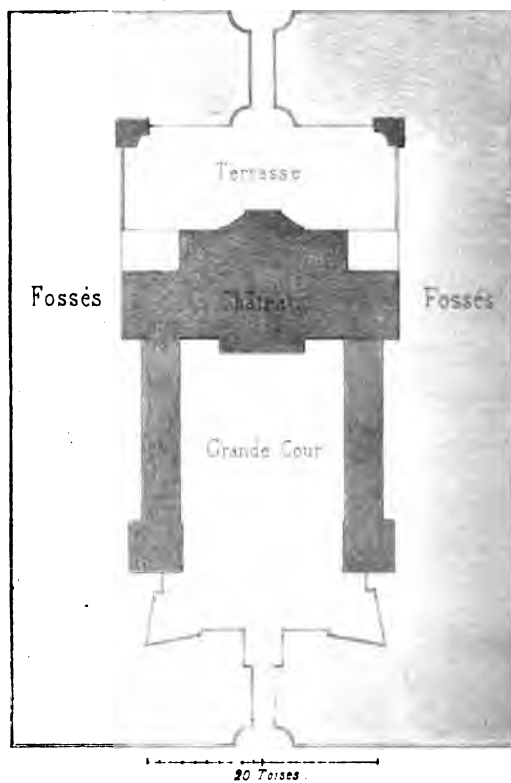 Terrasse
Fossés
Château
Fossés
Grande Cour
20 Toises.